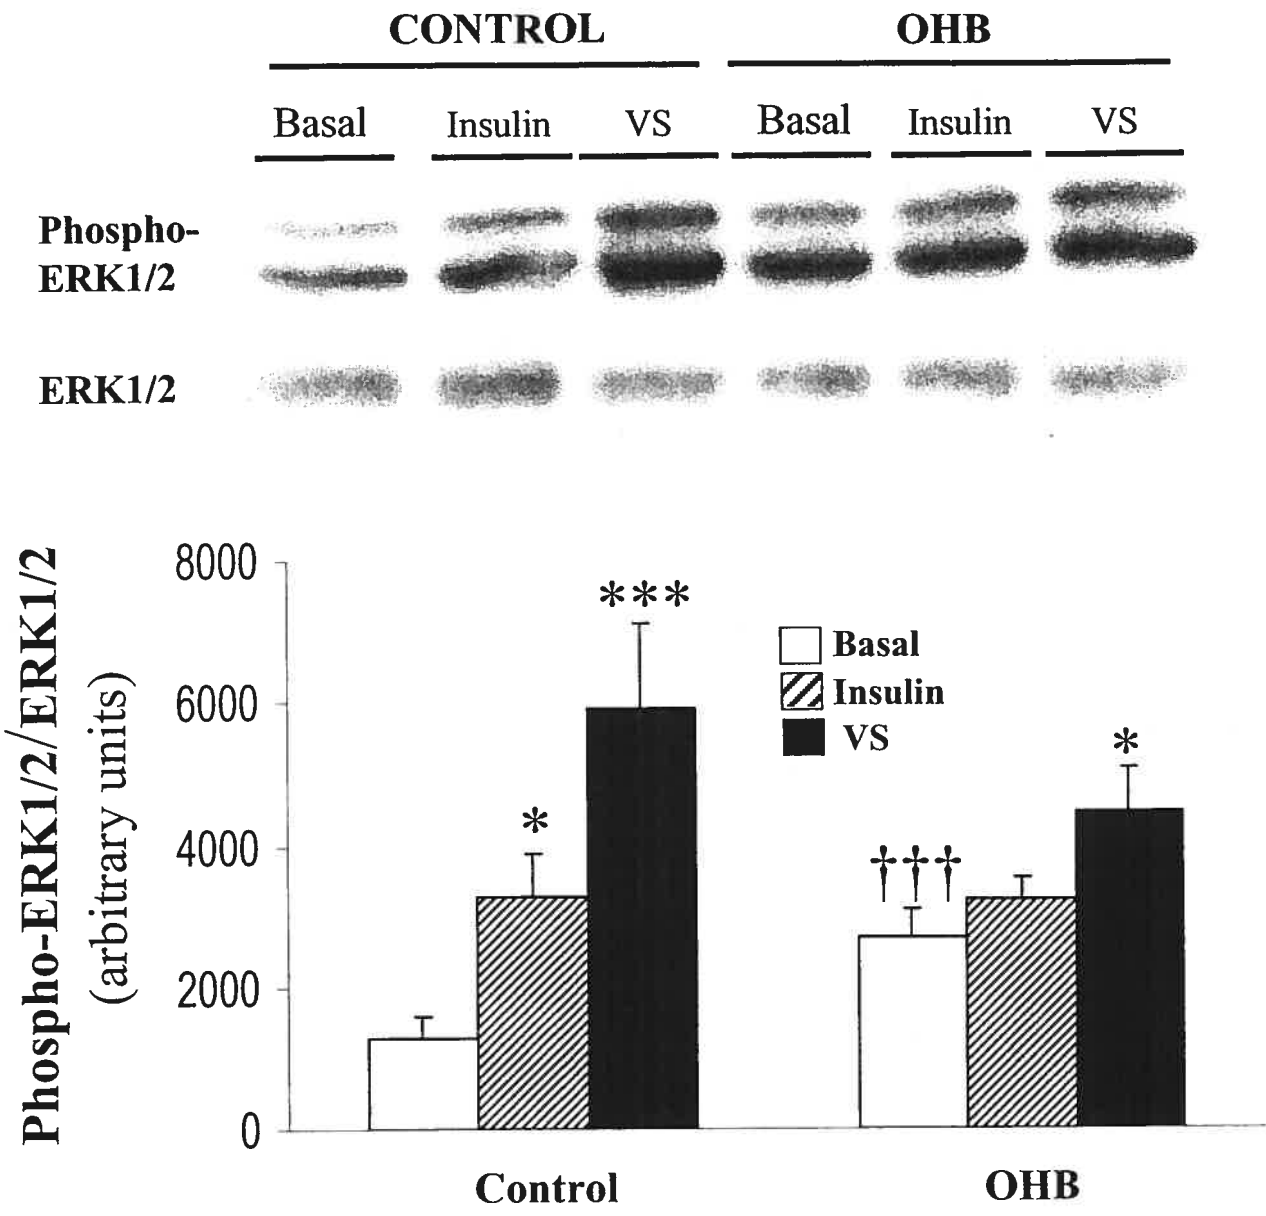 CONTROL OHB
Basal Insulin VS Basal Insulin VS
Phospho-
ERK1/2
ERK1/2
Phospho-ERK1/2/ERK1/2
(arbitrary units)
8000
6000
4000
2000
0
***
*
†††
*
Basal
Insulin
VS
Control OHB